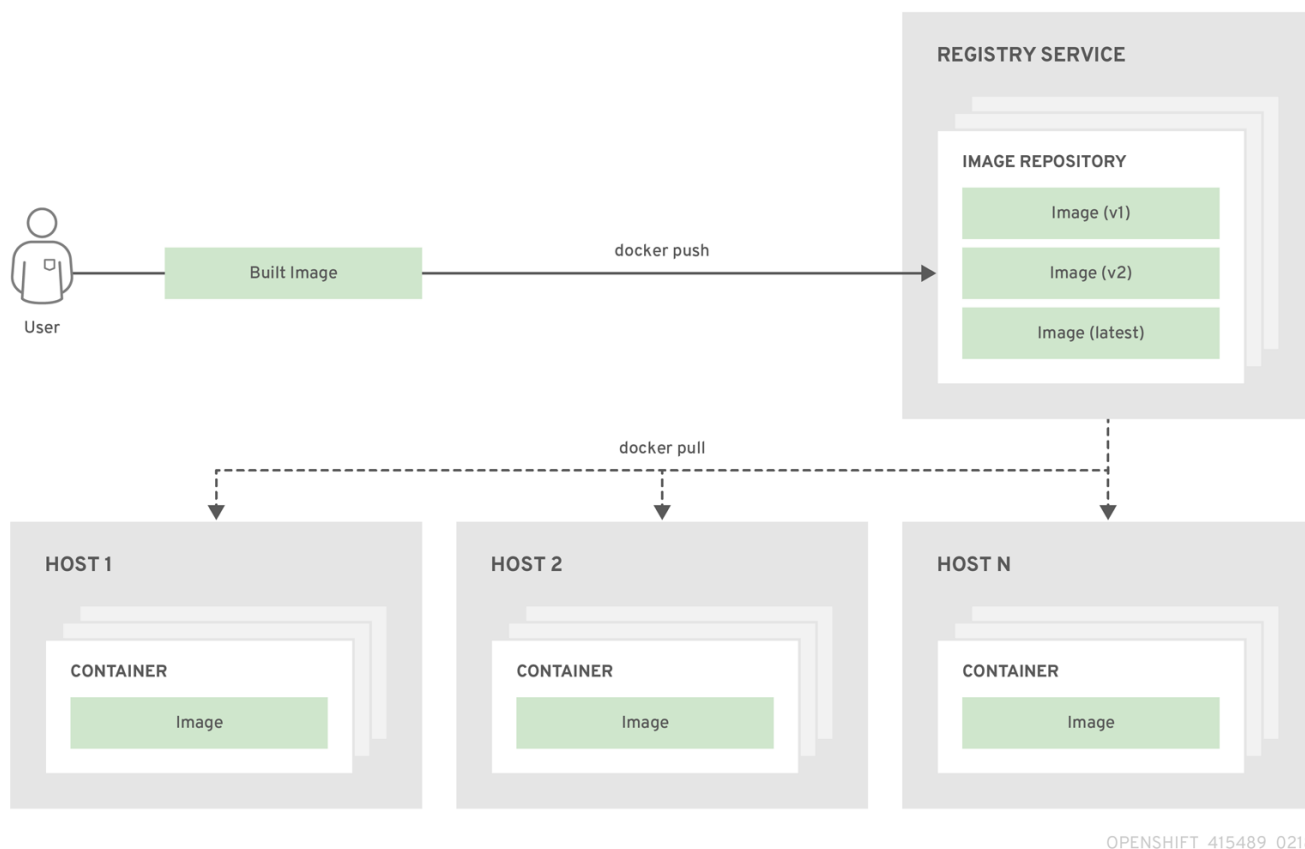 REGISTRY SERVICE
IMAGE REPOSITORY
Image (v1)
Image (v2)
Image (latest)
Built Image
docker push
User
docker pull
HOST 1
CONTAINER
Image
HOST 2
CONTAINER
Image
HOST N
CONTAINER
Image
OPENSHIFT 415489